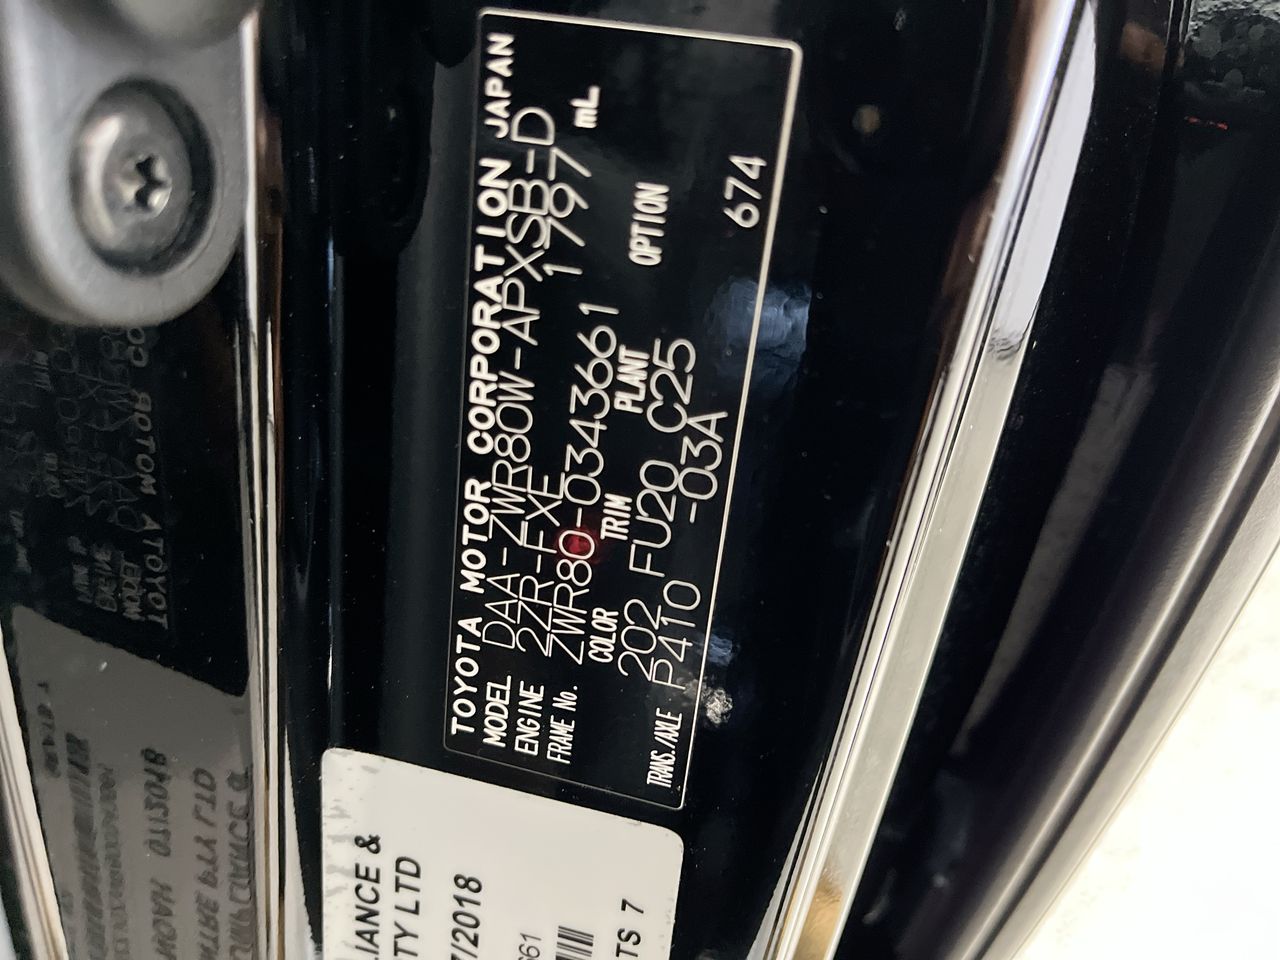 TOYOTA MOTOR CORPORATION JAPAN
MODEL DAA-ZWR80W-APXSB-D
ENGINE 2ZR-FXE 1797 mL
FRAME No. ZWR80-0343661
COLOR TRIM PLANT OPTION
202 FU20 C25
TRANS./AXLE P410 -03A 674
IANCE &
TY LTD
7/2018
661
TS 7